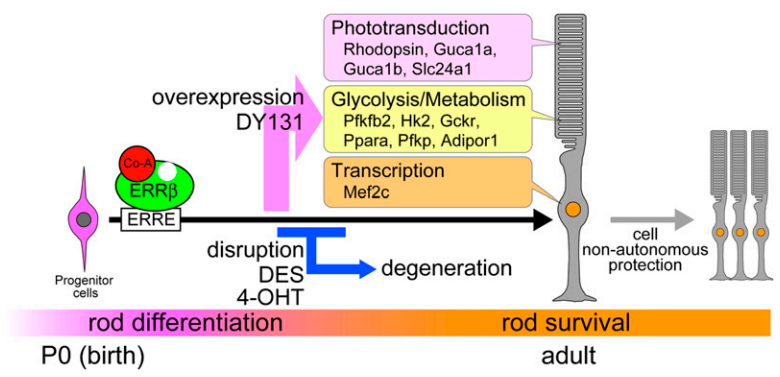 Phototransduction
Rhodopsin, Guca1a,
Guca1b, Slc24a1
overexpression
DY131
Glycolysis/Metabolism
Pfkfb2, Hk2, Gckr,
Ppara, Pfkp, Adipor1
Transcription
Mef2c
Co-A
ERRβ
ERRE
Progenitor
cells
disruption
DES
4-OHT
degeneration
cell
non-autonomous
protection
rod differentiation
rod survival
P0 (birth)
adult